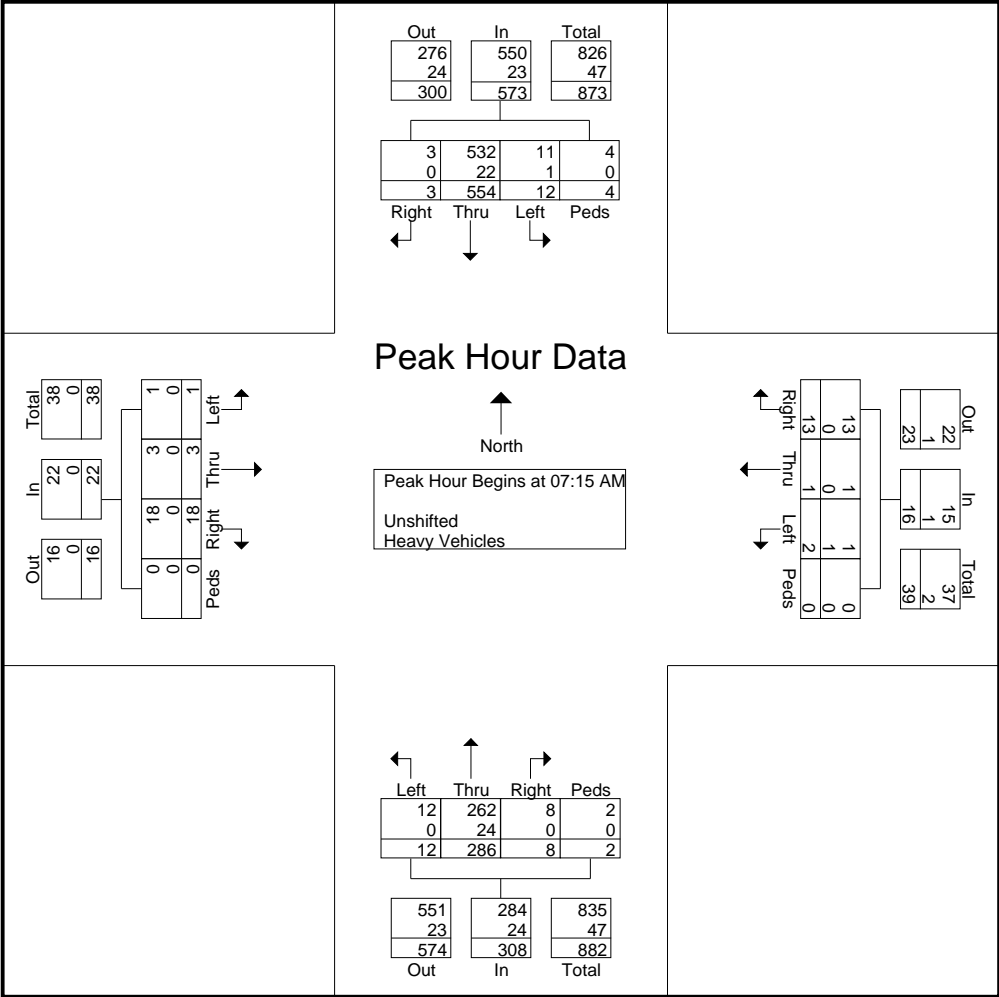 Out In Total
276 550 826
24 23 47
300 573 873
3 532 11 4
0 22 1 0
3 554 12 4
Right Thru Left Peds
Peak Hour Data
North
Peak Hour Begins at 07:15 AM
Unshifted
Heavy Vehicles
Total
38
0
38
In
22
0
22
Out
16
0
16
1 0 1
Left
3 0 3
Thru
18 0 18
Right
0 0 0
Peds
Right
13 0 13
Thru
1 0 1
Left
2 1 1
Peds
0 0 0
Out
22
1
23
In
15
1
16
Total
37
2
39
Left Thru Right Peds
12 262 8 2
0 24 0 0
12 286 8 2
551 284 835
23 24 47
574 308 882
Out In Total